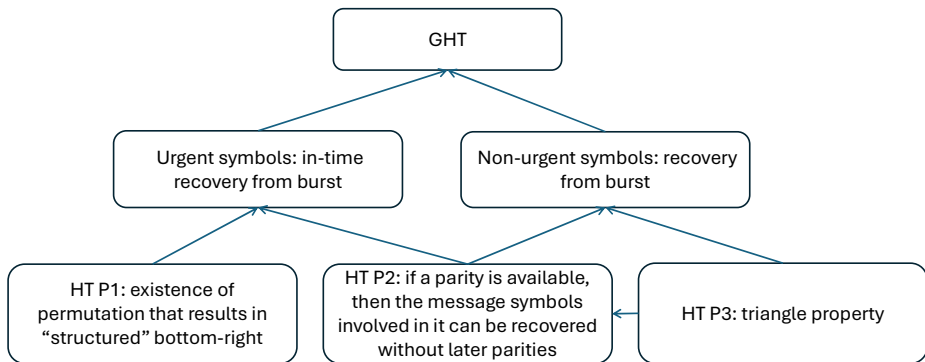 GHT
Urgent symbols: in-time
recovery from burst
Non-urgent symbols: recovery
from burst
HT P1: existence of
permutation that results in
“structured” bottom-right
HT P2: if a parity is available,
then the message symbols
involved in it can be recovered
without later parities
HT P3: triangle property